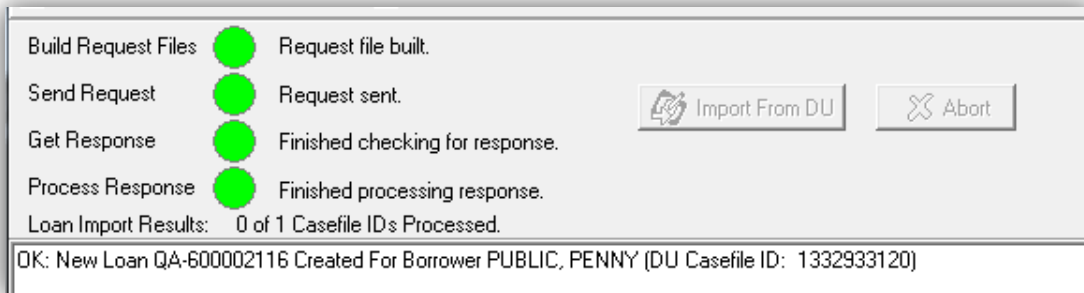 Build Request Files Request file built.
Send Request Request sent.
Import From DU Abort
Get Response Finished checking for response.
Process Response Finished processing response.
Loan Import Results: 0 of 1 Casefile IDs Processed.
OK: New Loan QA-600002116 Created For Borrower PUBLIC, PENNY (DU Casefile ID: 1332933120)